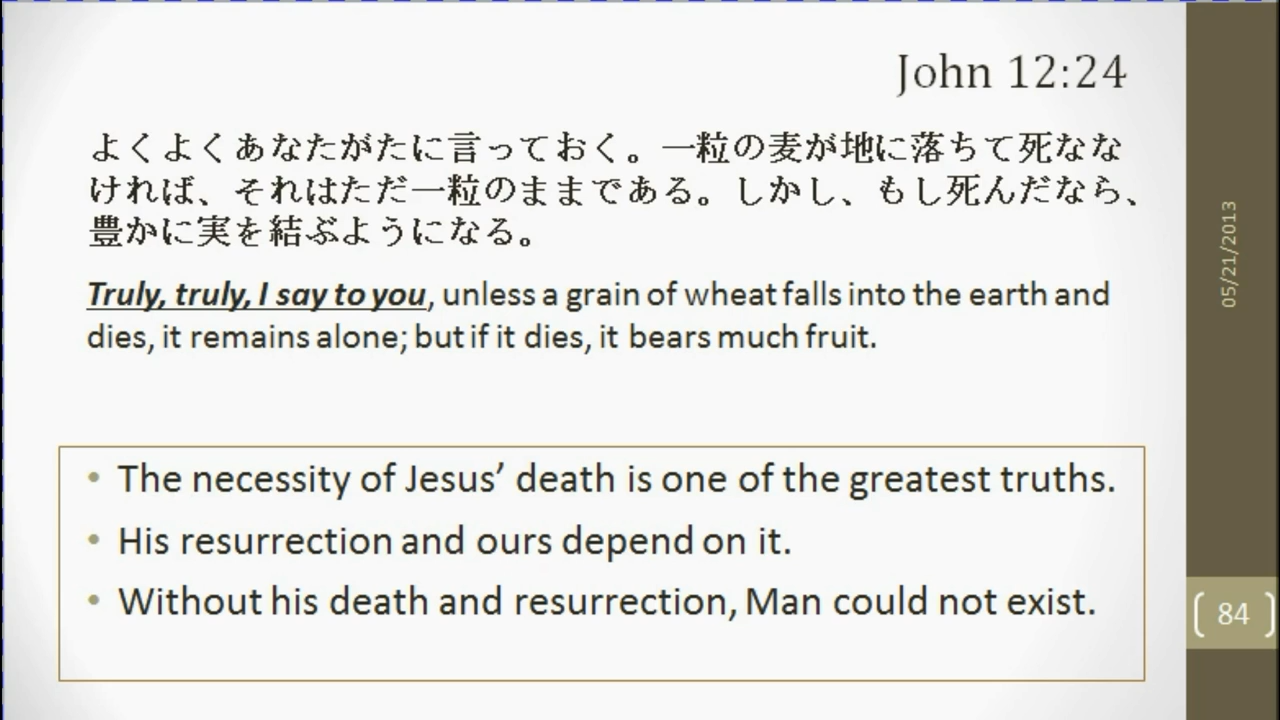 John 12:24
よくよくあなたがたに言っておく。一粒の麦が地に落ちて死なな
ければ、それはただ一粒のままである。しかし、もし死んだなら、
豊かに実を結ぶようになる。
Truly, truly, I say to you, unless a grain of wheat falls into the earth and
dies, it remains alone; but if it dies, it bears much fruit.
• The necessity of Jesus’ death is one of the greatest truths.
• His resurrection and ours depend on it.
• Without his death and resurrection, Man could not exist.
05/21/2013
84